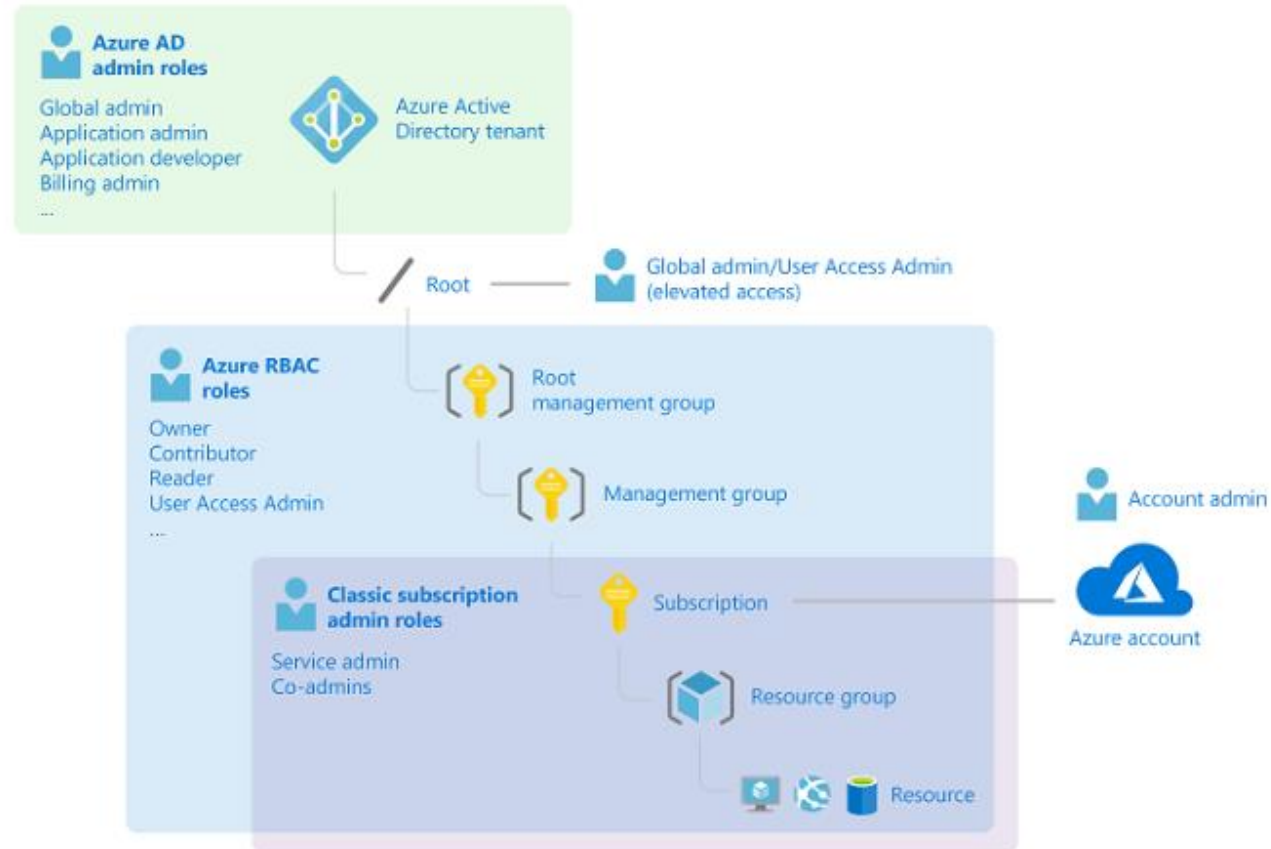 Azure AD
admin roles
Global admin
Application admin
Application developer
Billing admin
...
Azure Active
Directory tenant
Root
Global admin/User Access Admin
(elevated access)
Azure RBAC
roles
Owner
Contributor
Reader
User Access Admin
...
Root
management group
Management group
Account admin
Azure account
Classic subscription
admin roles
Service admin
Co-admins
Subscription
Resource group
Resource